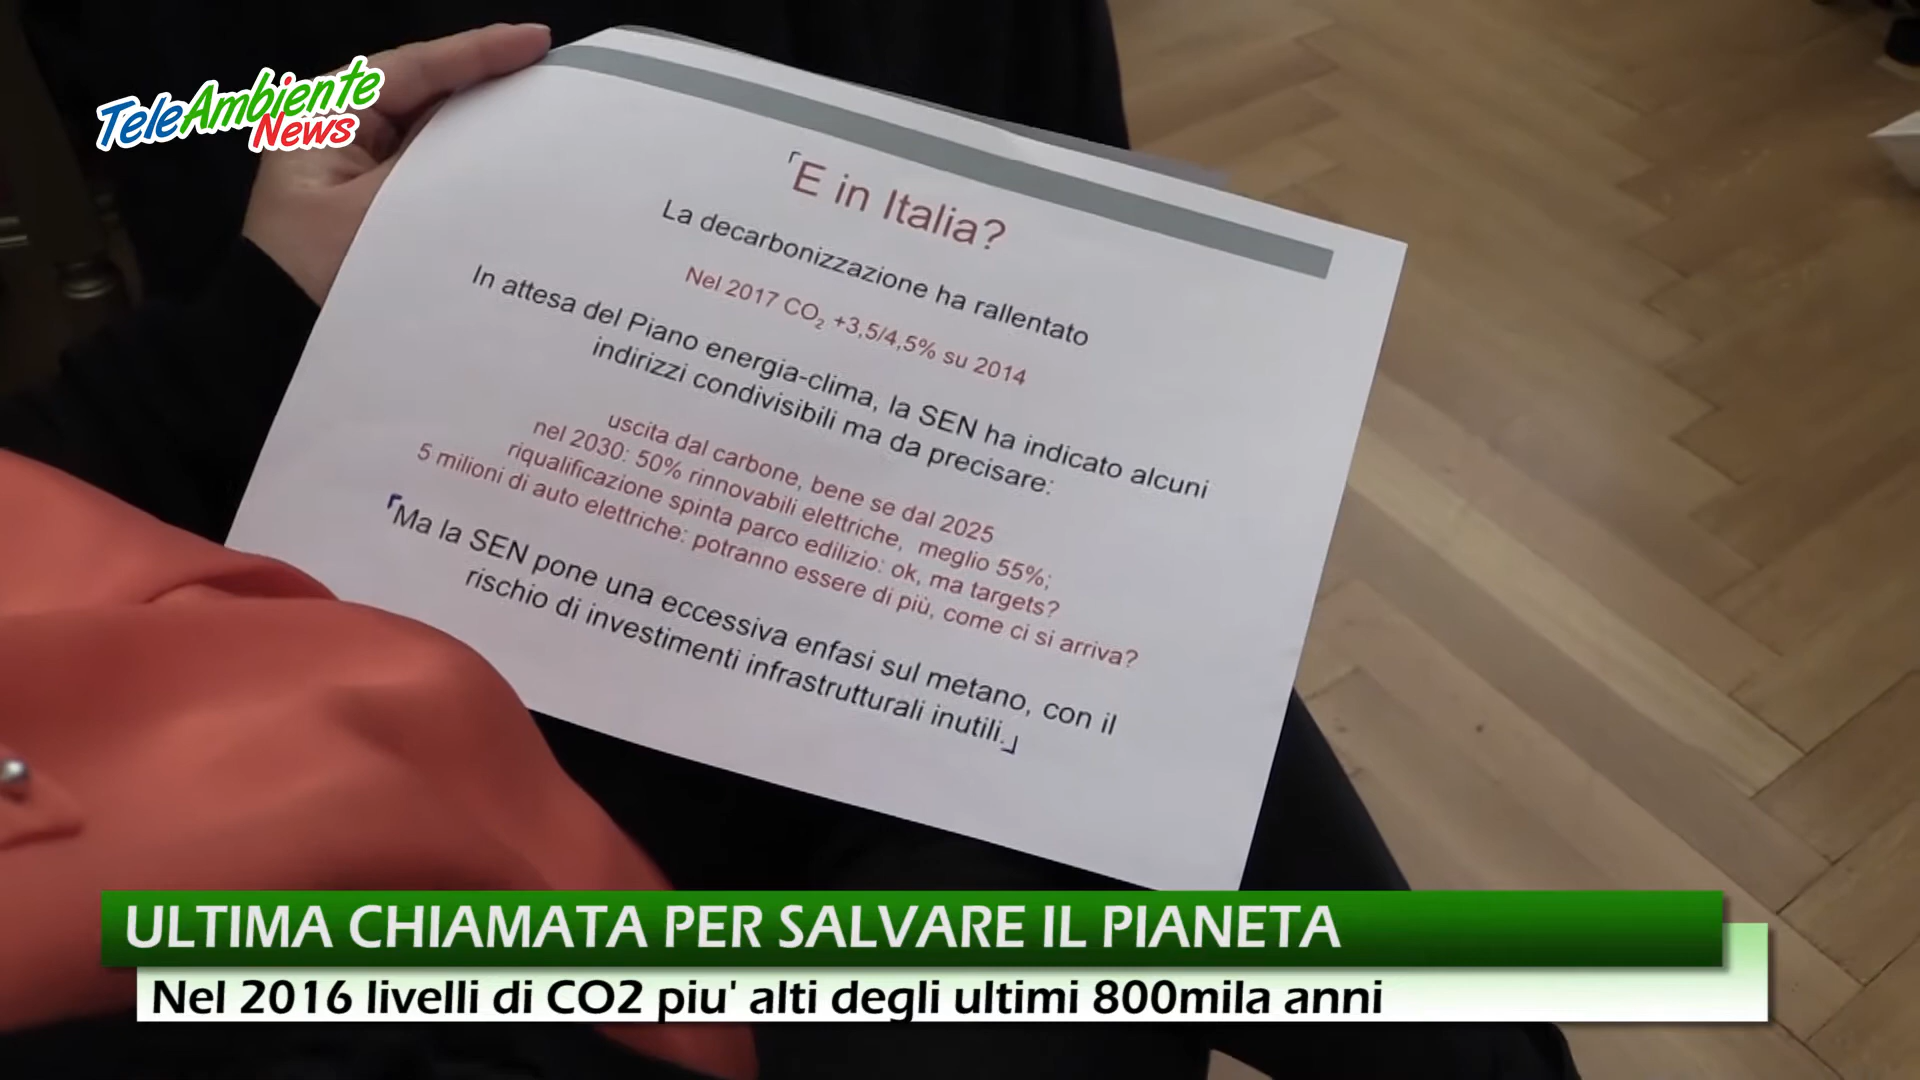 TeleAmbiente
News
「E in Italia?
La decarbonizzazione ha rallentato
Nel 2017 CO₂ +3,5/4,5% su 2014
In attesa del Piano energia-clima, la SEN ha indicato alcuni
indirizzi condivisibili ma da precisare:
uscita dal carbone, bene se dal 2025
nel 2030: 50% rinnovabili elettriche, meglio 55%;
riqualificazione spinta parco edilizio: ok, ma targets?
5 milioni di auto elettriche: potranno essere di più, come ci si arriva?
「Ma la SEN pone una eccessiva enfasi sul metano, con il
rischio di investimenti infrastrutturali inutili.」
ULTIMA CHIAMATA PER SALVARE IL PIANETA
Nel 2016 livelli di CO2 piu' alti degli ultimi 800mila anni